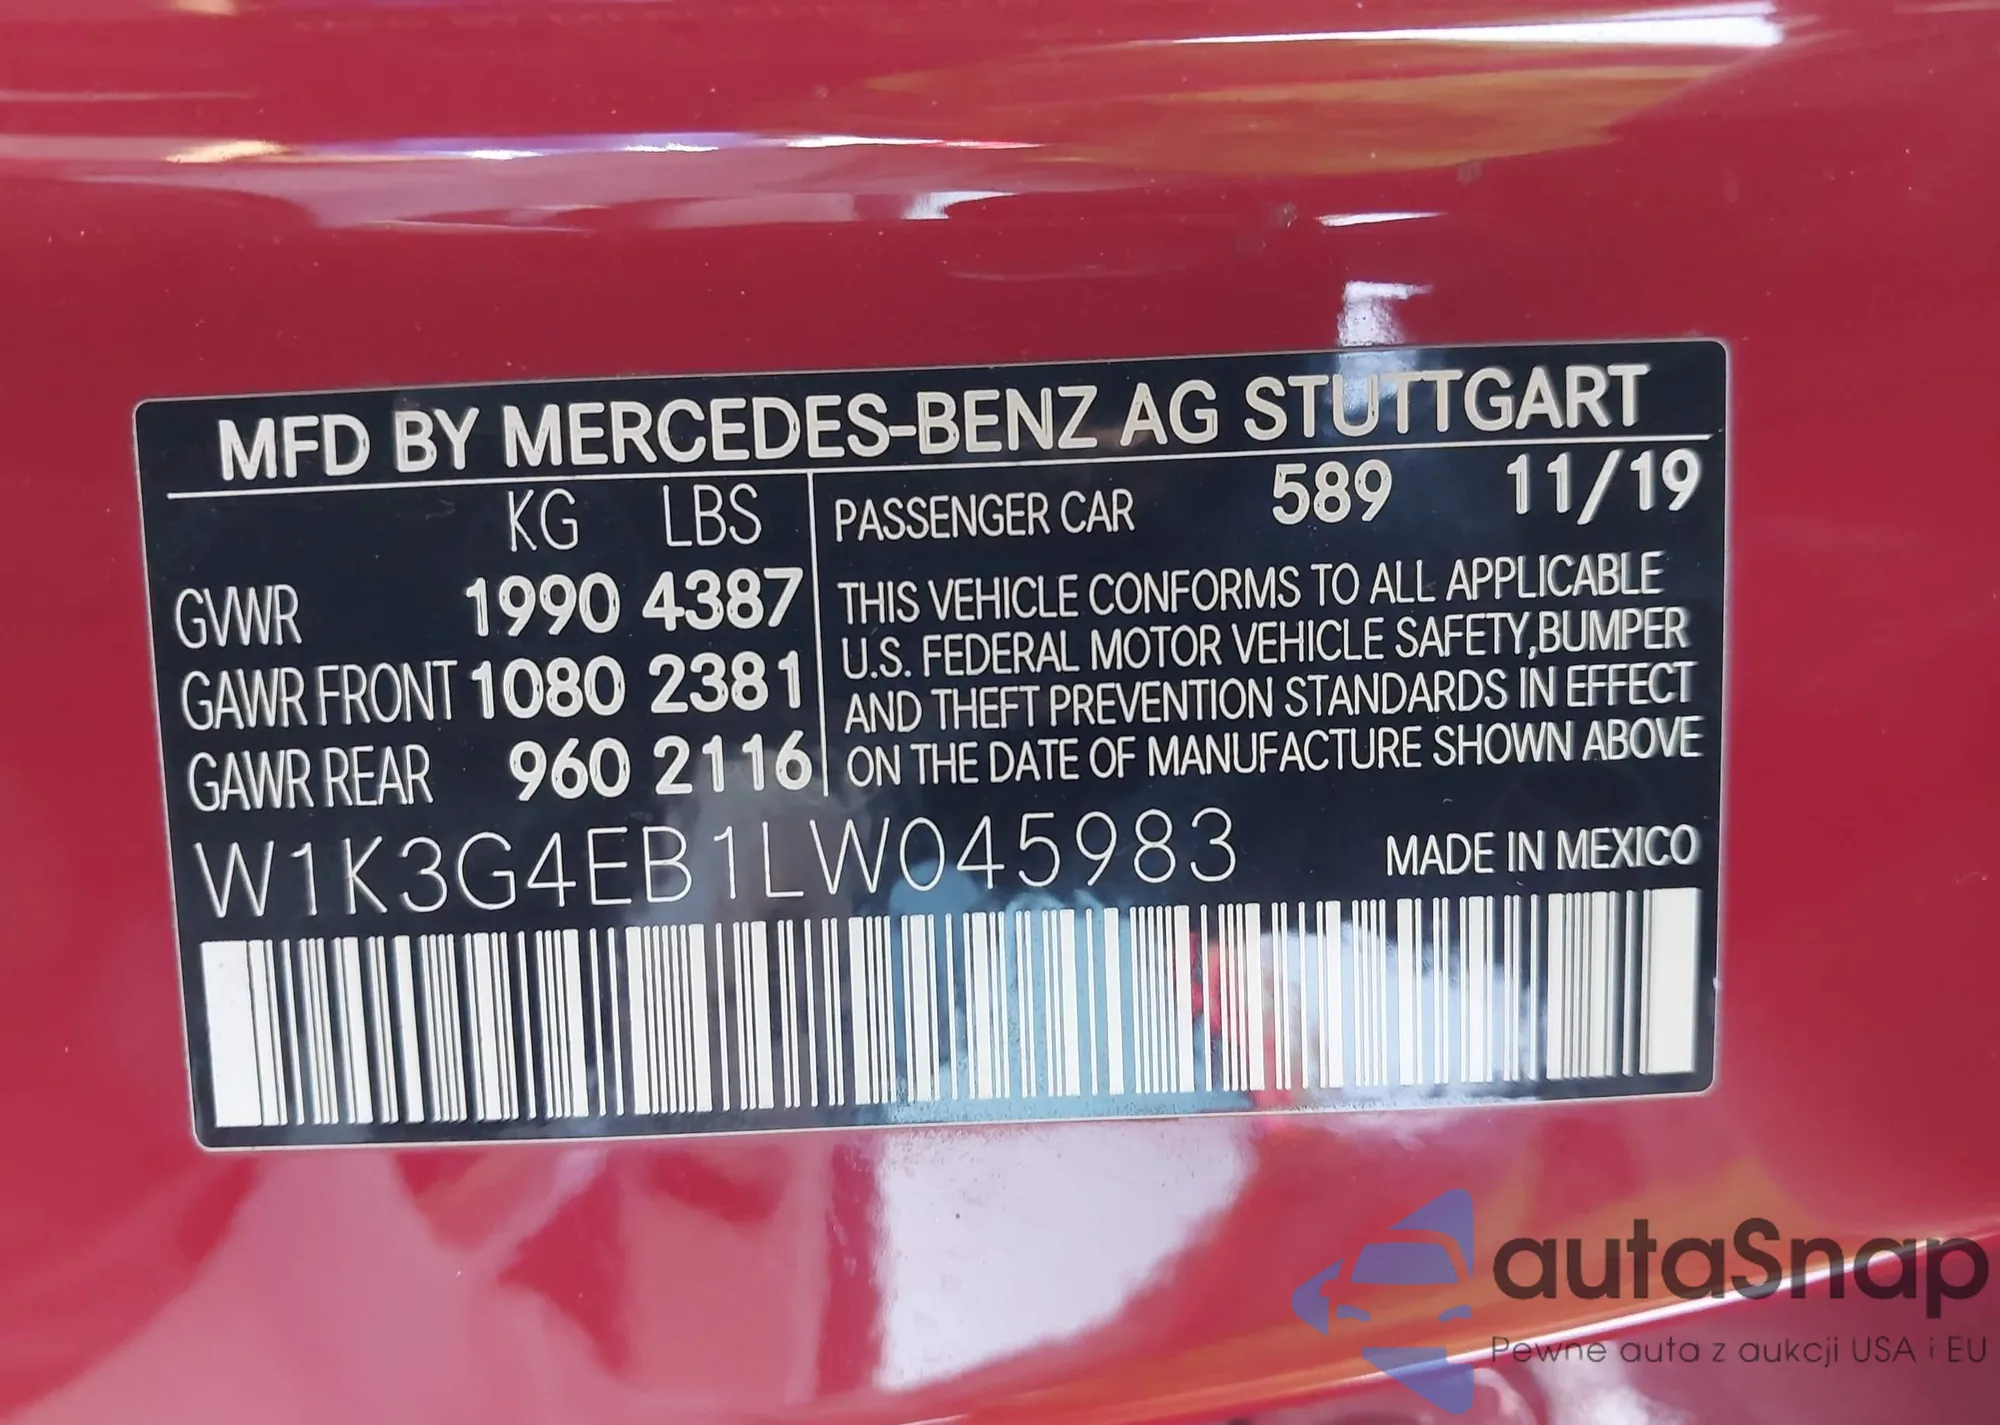 MFD BY MERCEDES-BENZ AG STUTTGART
KG LBS
GVWR 1990 4387
GAWR FRONT 1080 2381
GAWR REAR 960 2116
PASSENGER CAR 589 11/19
THIS VEHICLE CONFORMS TO ALL APPLICABLE
U.S. FEDERAL MOTOR VEHICLE SAFETY,BUMPER
AND THEFT PREVENTION STANDARDS IN EFFECT
ON THE DATE OF MANUFACTURE SHOWN ABOVE
W1K3G4EB1LW045983 MADE IN MEXICO
autaSnap
Pewne auta z aukcji USA i EU